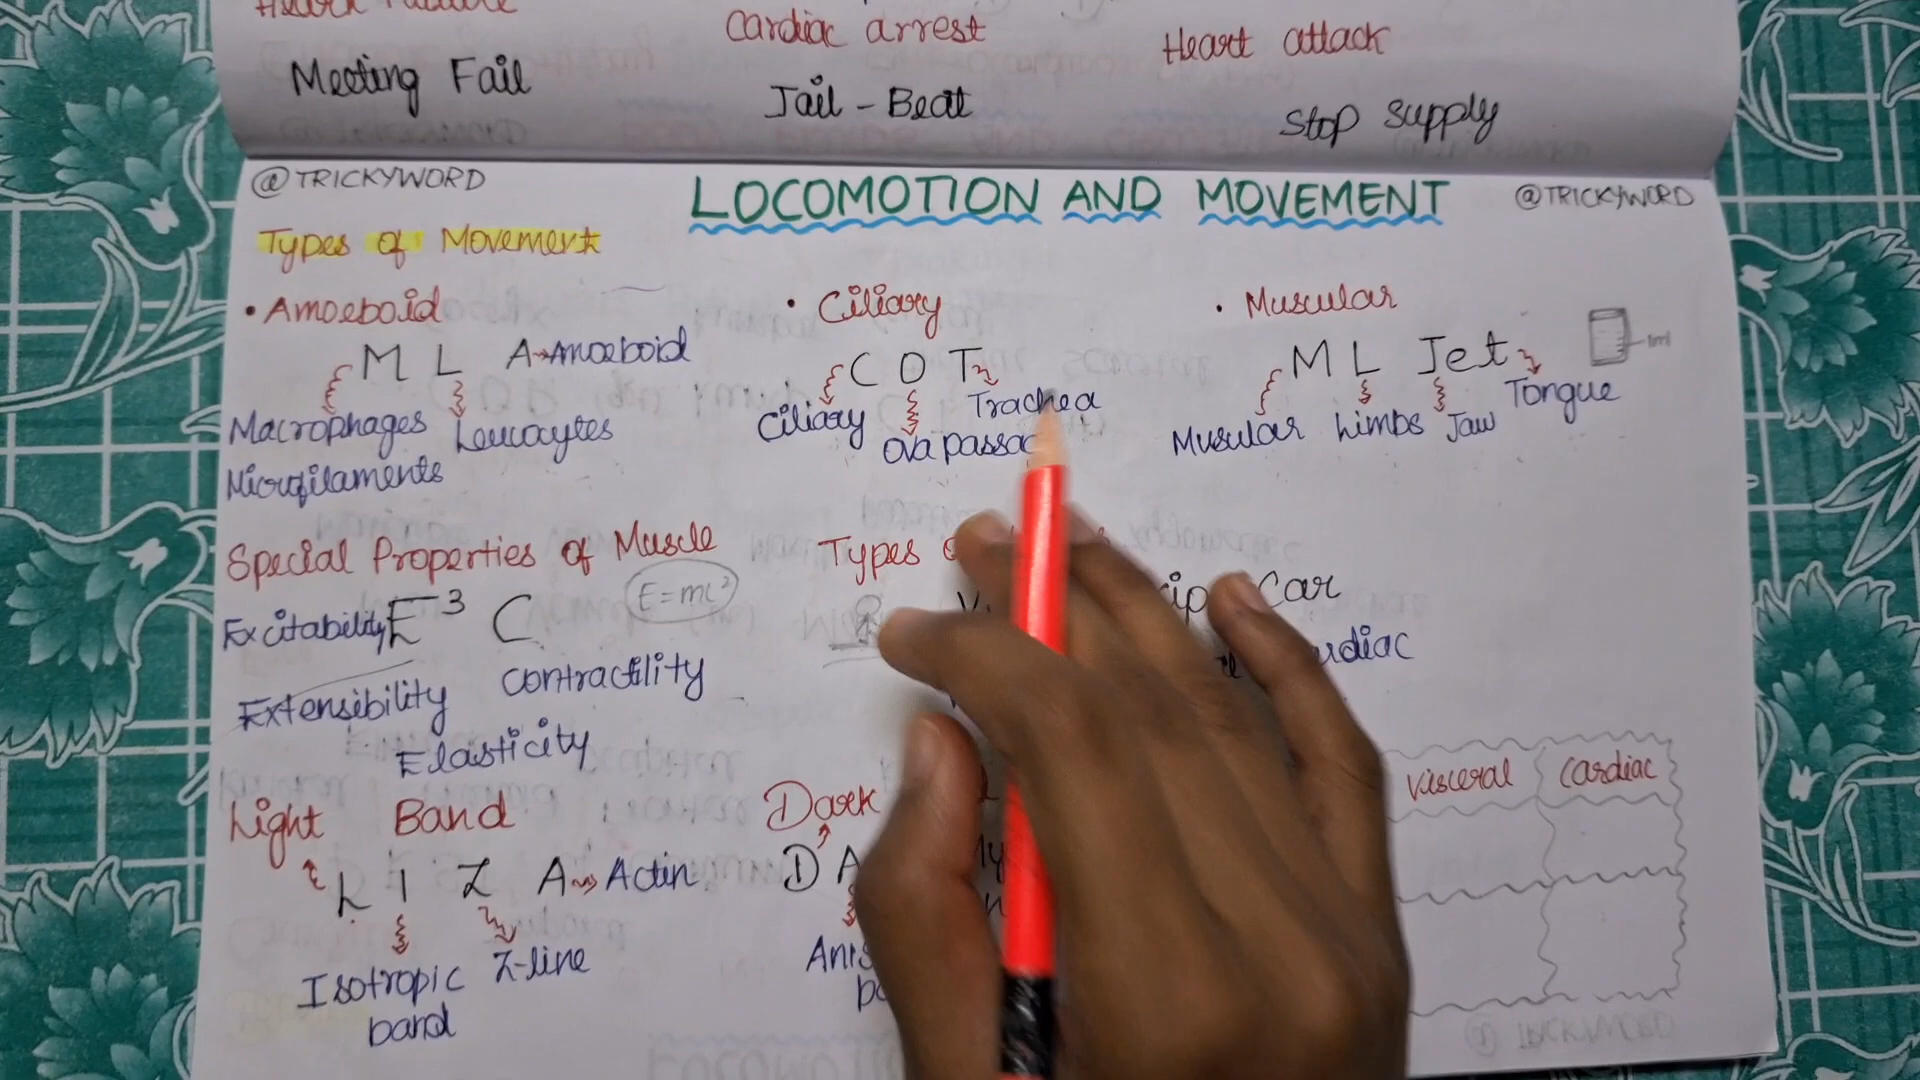 Cardiac arrest
Heart attack
Meeting Fail
Jail - Beat
Stop supply
@TRICKYWORD
LOCOMOTION AND MOVEMENT
@TRICKYWORD
Types of Movement
• Amoeboid
• Ciliary
• Muscular
M L A→Amoeboid
C O T
M L Jet
1ml
Macrophages Leucocytes
Microfilaments
Ciliary
Trachea
Muscular Limbs Jaw Tongue
Special Properties of Muscle
Types
E³ C
E=mc²
Car
Excitability
Contractility
Extensibility
Elasticity
Light Band
Dark
Visceral
Cardiac
L I Z A→Actin
D A
Isotropic
band
Z-line